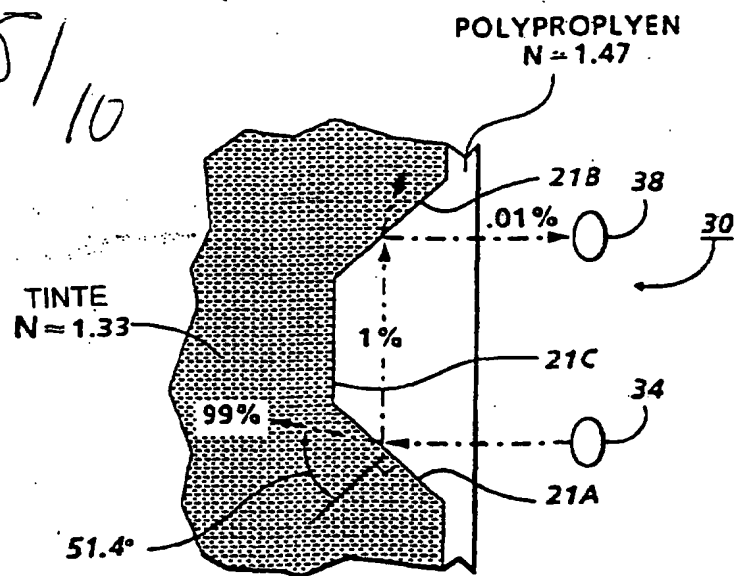 5/10
POLYPROPLYEN
N = 1.47
21B
38
.01%
30
TINTE
N = 1.33
1%
21C
34
99%
21A
51.4°